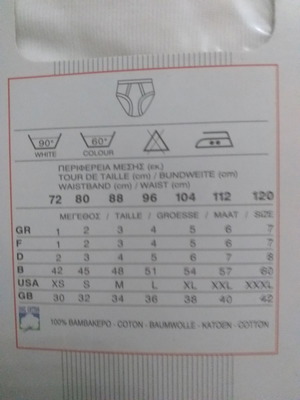 90° 60°
WHITE COLOUR
ΠΕΡΙΦΕΡΕΙΑ ΜΕΣΗΣ (εκ.)
TOUR DE TAILLE (cm) / BUNDWEITE (cm)
WAISTBAND (cm) / WAIST (cm)
72 80 88 96 104 112 120
ΜΕΓΕΘΟΣ / TAILLE / GROESSE / MAAT / SIZE
GR 1 2 3 4 5 6 7
F 1 2 3 4 5 6 7
D 2 3 4 5 6 7 8
B 42 45 48 51 54 57 60
USA XS S M L XL XXL XXXL
GB 30 32 34 36 38 40 42
100% ΒΑΜΒΑΚΕΡΟ - COTON - BAUMWOLLE - KATOEN - COTTON